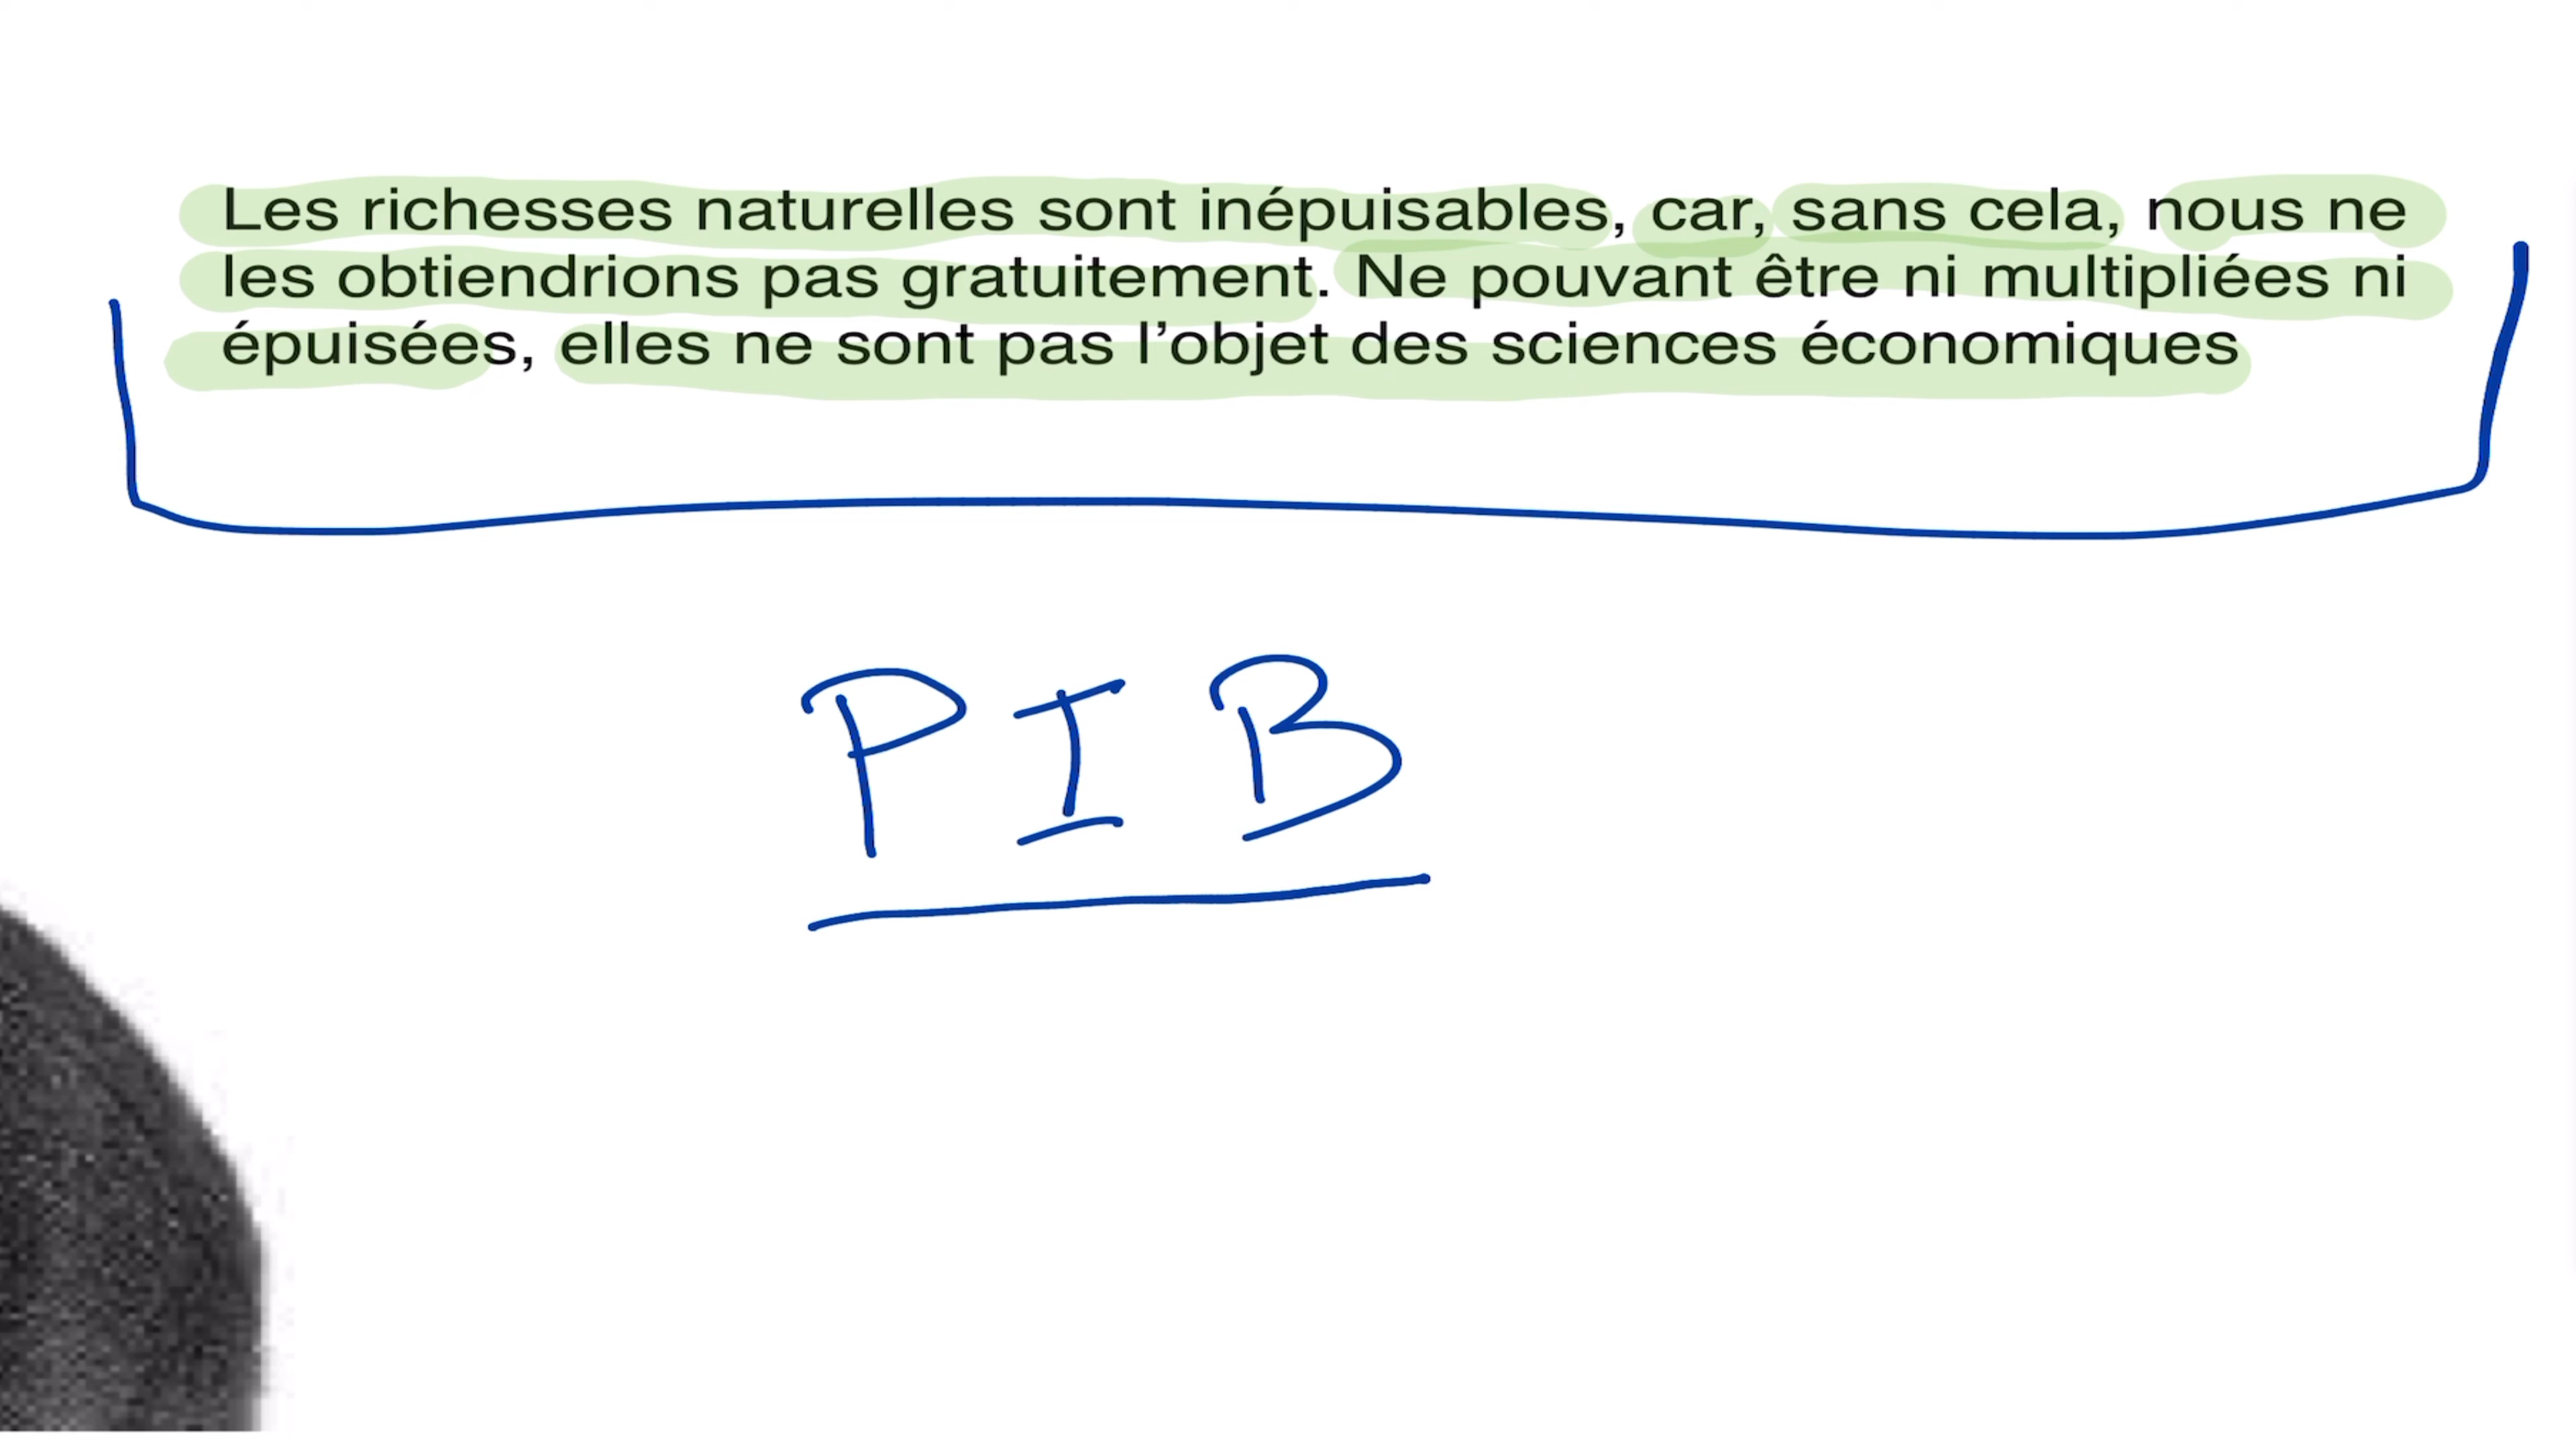 Les richesses naturelles sont inépuisables, car, sans cela, nous ne
les obtiendrions pas gratuitement. Ne pouvant être ni multipliées ni
épuisées, elles ne sont pas l’objet des sciences économiques
PIB